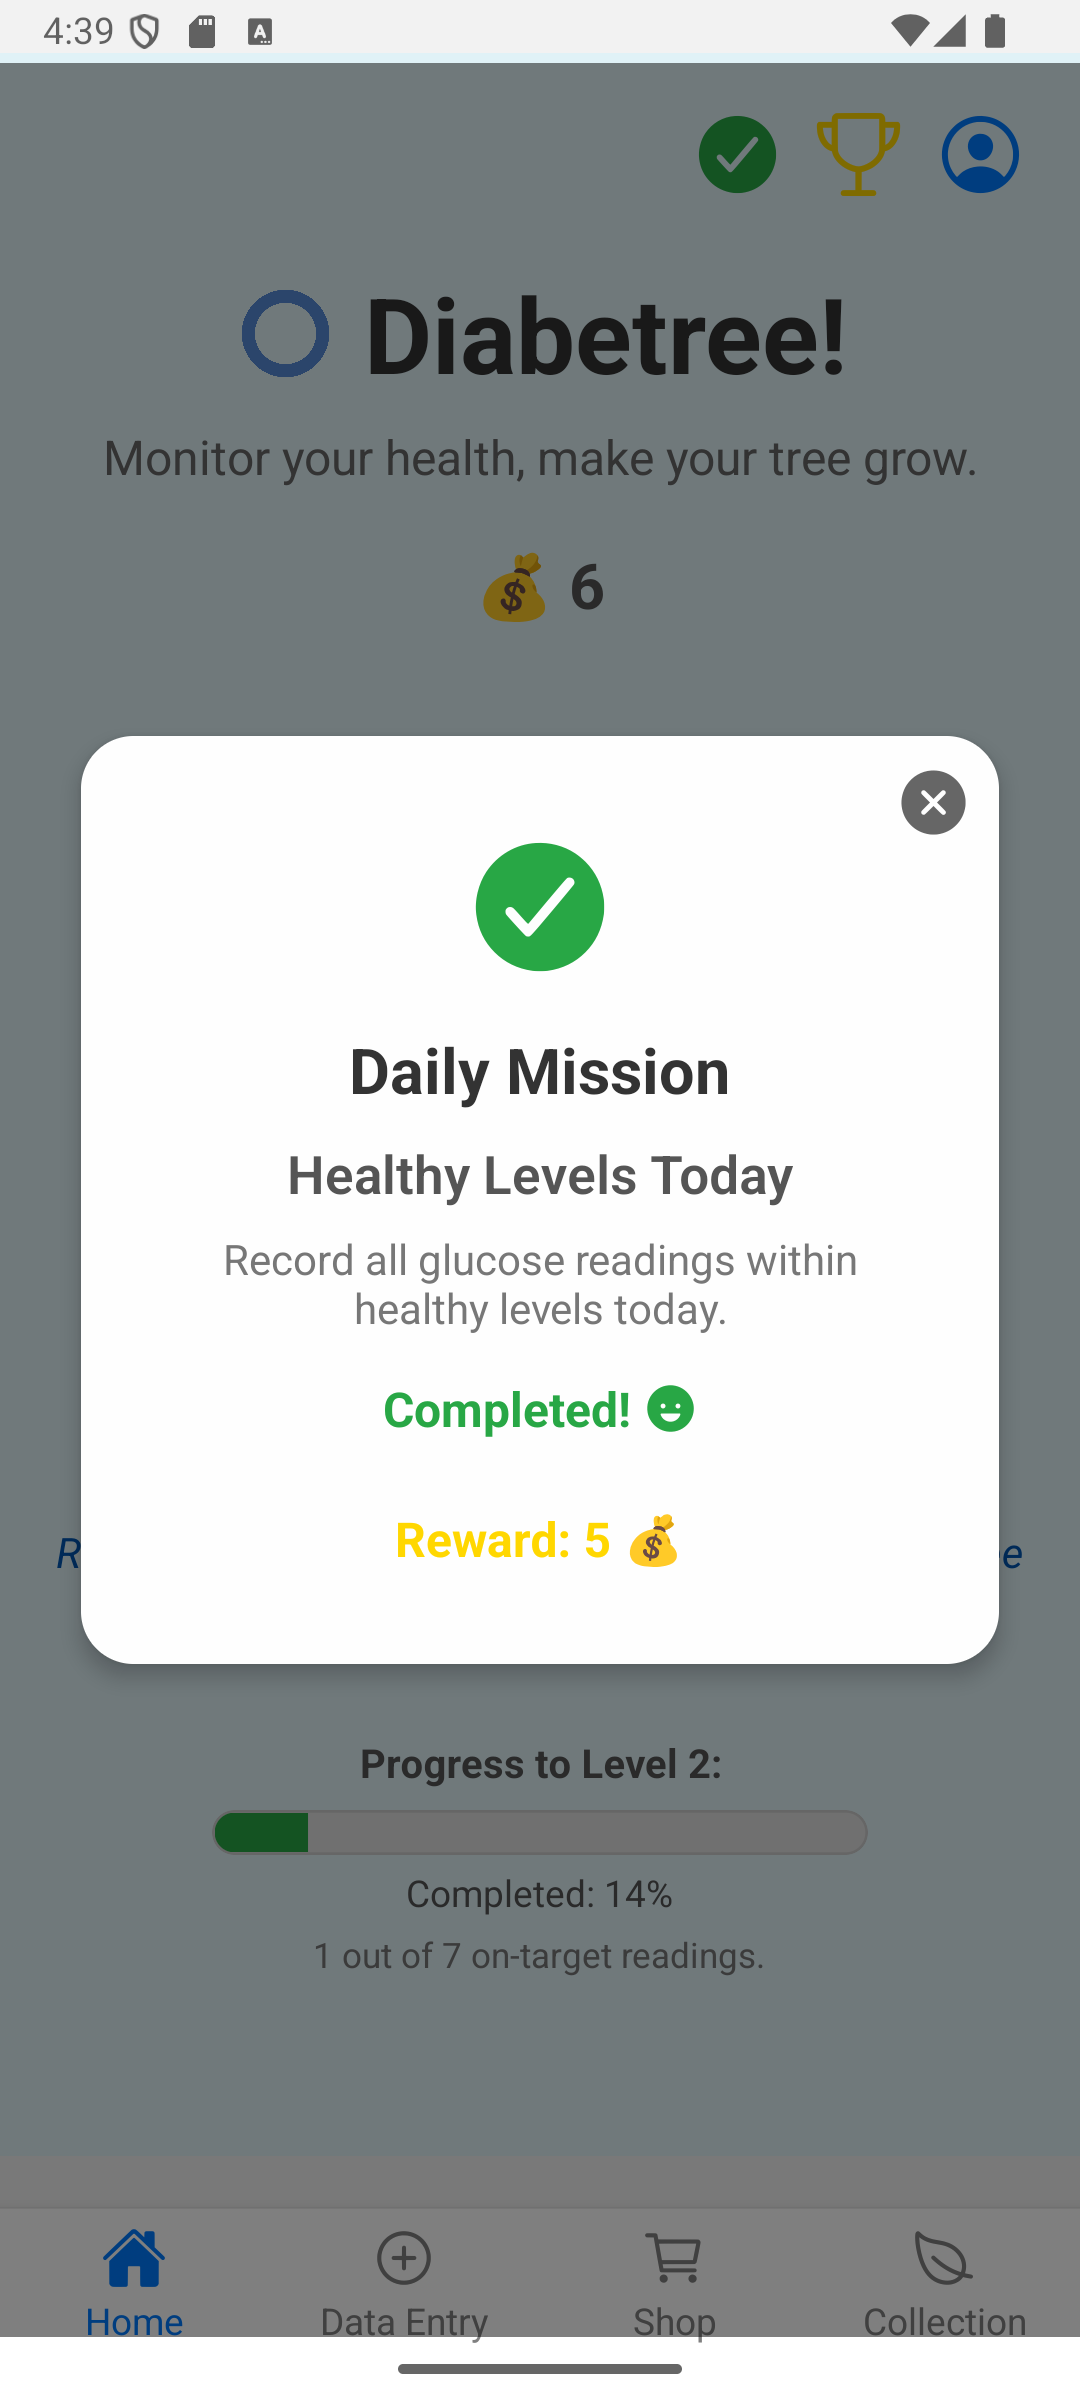 4:39
Diabetree!
Monitor your health, make your tree grow.
6
Daily Mission
Healthy Levels Today
Record all glucose readings within
healthy levels today.
Completed!
Reward: 5
Progress to Level 2:
Completed: 14%
1 out of 7 on-target readings.
Home
Data Entry
Shop
Collection